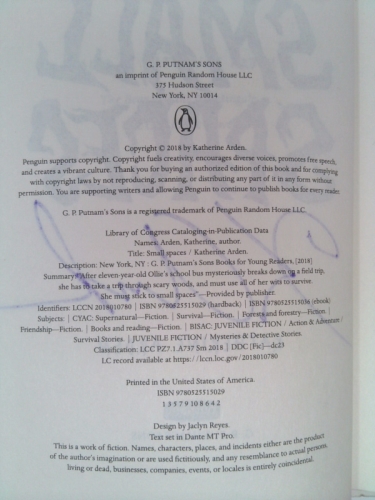 G. P. PUTNAM'S SONS
an imprint of Penguin Random House LLC
375 Hudson Street
New York, NY 10014
Copyright © 2018 by Katherine Arden.
Penguin supports copyright. Copyright fuels creativity, encourages diverse voices, promotes free speech,
and creates a vibrant culture. Thank you for buying an authorized edition of this book and for complying
with copyright laws by not reproducing, scanning, or distributing any part of it in any form without
permission. You are supporting writers and allowing Penguin to continue to publish books for every reader.
G. P. Putnam's Sons is a registered trademark of Penguin Random House LLC.
Library of Congress Cataloging-in-Publication Data
Names: Arden, Katherine, author.
Title: Small spaces / Katherine Arden.
Description: New York, NY : G. P. Putnam's Sons Books for Young Readers, [2018]
Summary: "After eleven-year-old Ollie's school bus mysteriously breaks down on a field trip,
she has to take a trip through scary woods, and must use all of her wits to survive.
She must stick to small spaces"—Provided by publisher.
Identifiers: LCCN 2018010780 | ISBN 9780525515029 (hardback) | ISBN 9780525515036 (ebook)
Subjects: | CYAC: Supernatural—Fiction. | Survival—Fiction. | Forests and forestry—Fiction.
Friendship—Fiction. | Books and reading—Fiction. | BISAC: JUVENILE FICTION / Action & Adventure /
Survival Stories. | JUVENILE FICTION / Mysteries & Detective Stories.
Classification: LCC PZ7.1.A737 Sm 2018 | DDC [Fic]—dc23
LC record available at https://lccn.loc.gov/2018010780
Printed in the United States of America.
ISBN 9780525515029
1 3 5 7 9 10 8 6 4 2
Design by Jaclyn Reyes.
Text set in Dante MT Pro.
This is a work of fiction. Names, characters, places, and incidents either are the product
of the author's imagination or are used fictitiously, and any resemblance to actual persons,
living or dead, businesses, companies, events, or locales is entirely coincidental.